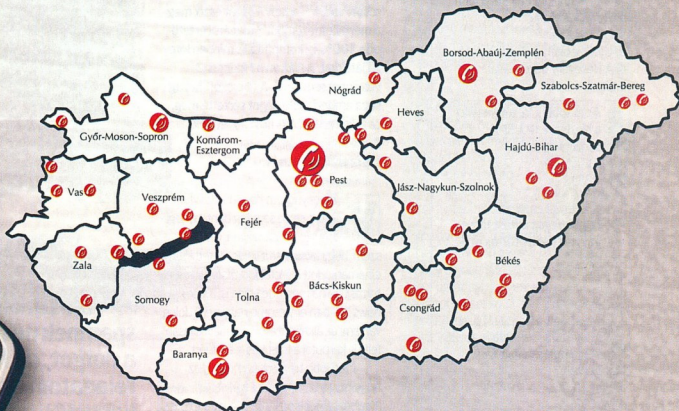 Borsod-Abaúj-Zemplén
Nógrád
Szabolcs-Szatmár-Bereg
Heves
Győr-Moson-Sopron
Komárom-
Esztergom
Hajdú-Bihar
Pest
Jász-Nagykun-Szolnok
Vas
Veszprém
Fejér
Zala
Békés
Bács-Kiskun
Somogy
Tolna
Csongrád
Baranya